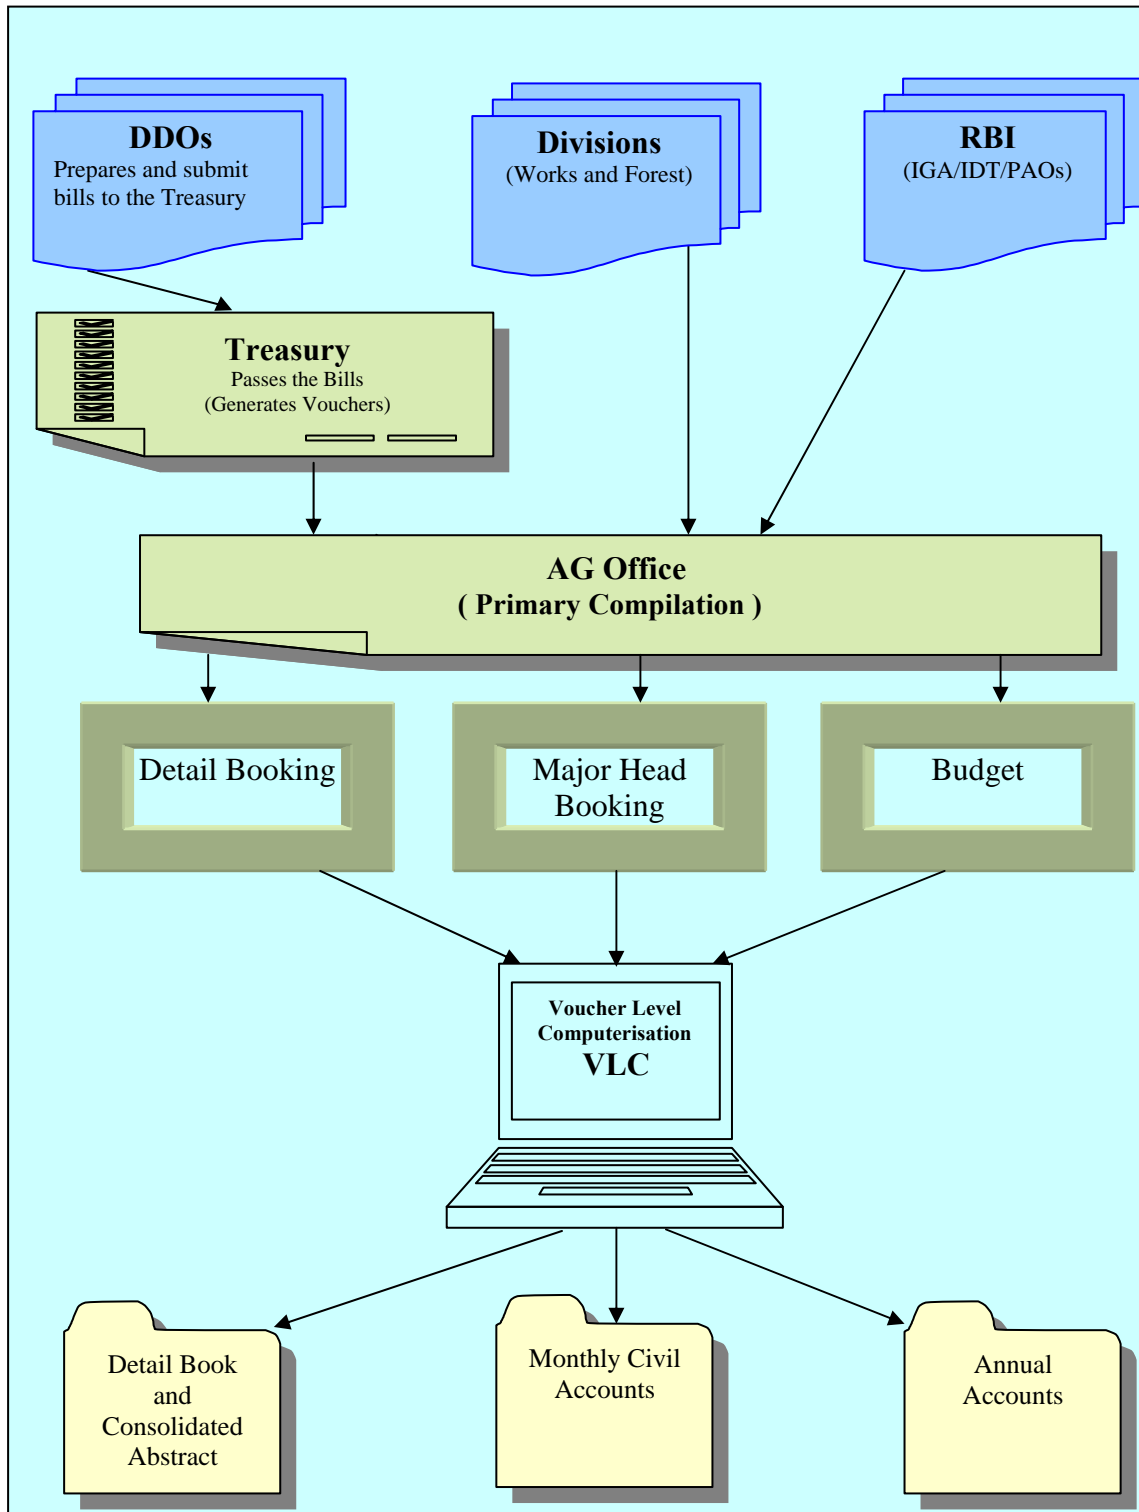 DDOs
Prepares and submit
bills to the Treasury
Divisions
(Works and Forest)
RBI
(IGA/IDT/PAOs)
Treasury
Passes the Bills
(Generates Vouchers)
AG Office
( Primary Compilation )
Detail Booking
Major Head
Booking
Budget
Voucher Level
Computerisation
VLC
Detail Book
and
Consolidated
Abstract
Monthly Civil
Accounts
Annual
Accounts